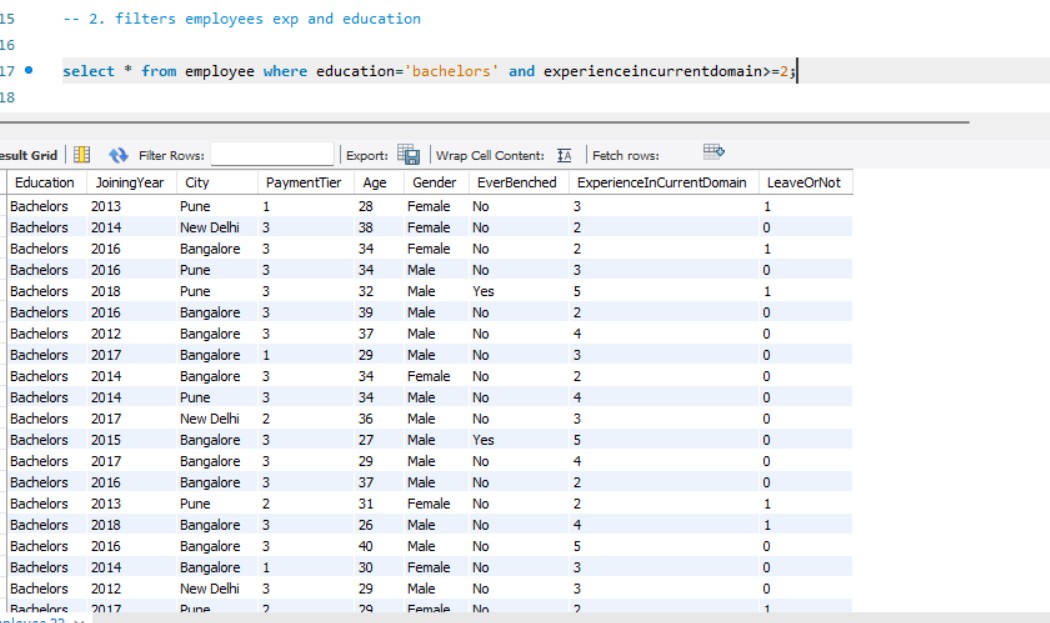 15 -- 2. filters employees exp and education
16
17 select * from employee where education='bachelors' and experienceincurrentdomain>=2;
18
esult Grid Filter Rows: Export: Wrap Cell Content: IA Fetch rows:
Education JoiningYear City PaymentTier Age Gender EverBenched ExperienceInCurrentDomain LeaveOrNot
Bachelors 2013 Pune 1 28 Female No 3 1
Bachelors 2014 New Delhi 3 38 Female No 2 0
Bachelors 2016 Bangalore 3 34 Female No 2 1
Bachelors 2016 Pune 3 34 Male No 3 0
Bachelors 2018 Pune 3 32 Male Yes 5 1
Bachelors 2016 Bangalore 3 39 Male No 2 0
Bachelors 2012 Bangalore 3 37 Male No 4 0
Bachelors 2017 Bangalore 1 29 Male No 3 0
Bachelors 2014 Bangalore 3 34 Female No 2 0
Bachelors 2014 Pune 3 34 Male No 4 0
Bachelors 2017 New Delhi 2 36 Male No 3 0
Bachelors 2015 Bangalore 3 27 Male Yes 5 0
Bachelors 2017 Bangalore 3 29 Male No 4 0
Bachelors 2016 Bangalore 3 37 Male No 2 0
Bachelors 2013 Pune 2 31 Female No 2 1
Bachelors 2018 Bangalore 3 26 Male No 4 1
Bachelors 2016 Bangalore 3 40 Male No 5 0
Bachelors 2014 Bangalore 1 30 Female No 3 0
Bachelors 2012 New Delhi 3 29 Male No 3 0
Bachelors 2017 Pune 2 29 Female No 2 1